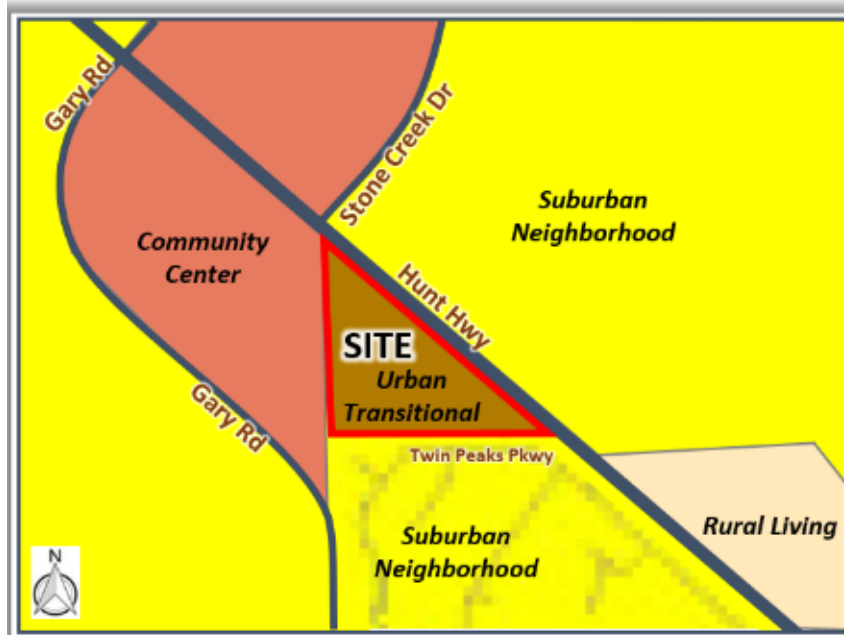 Gary Rd
Stone Creek Dr
Suburban
Neighborhood
Community
Center
Hunt Hwy
SITE
Urban
Transitional
Gary Rd
Twin Peaks Pkwy
Suburban
Neighborhood
Rural Living
N